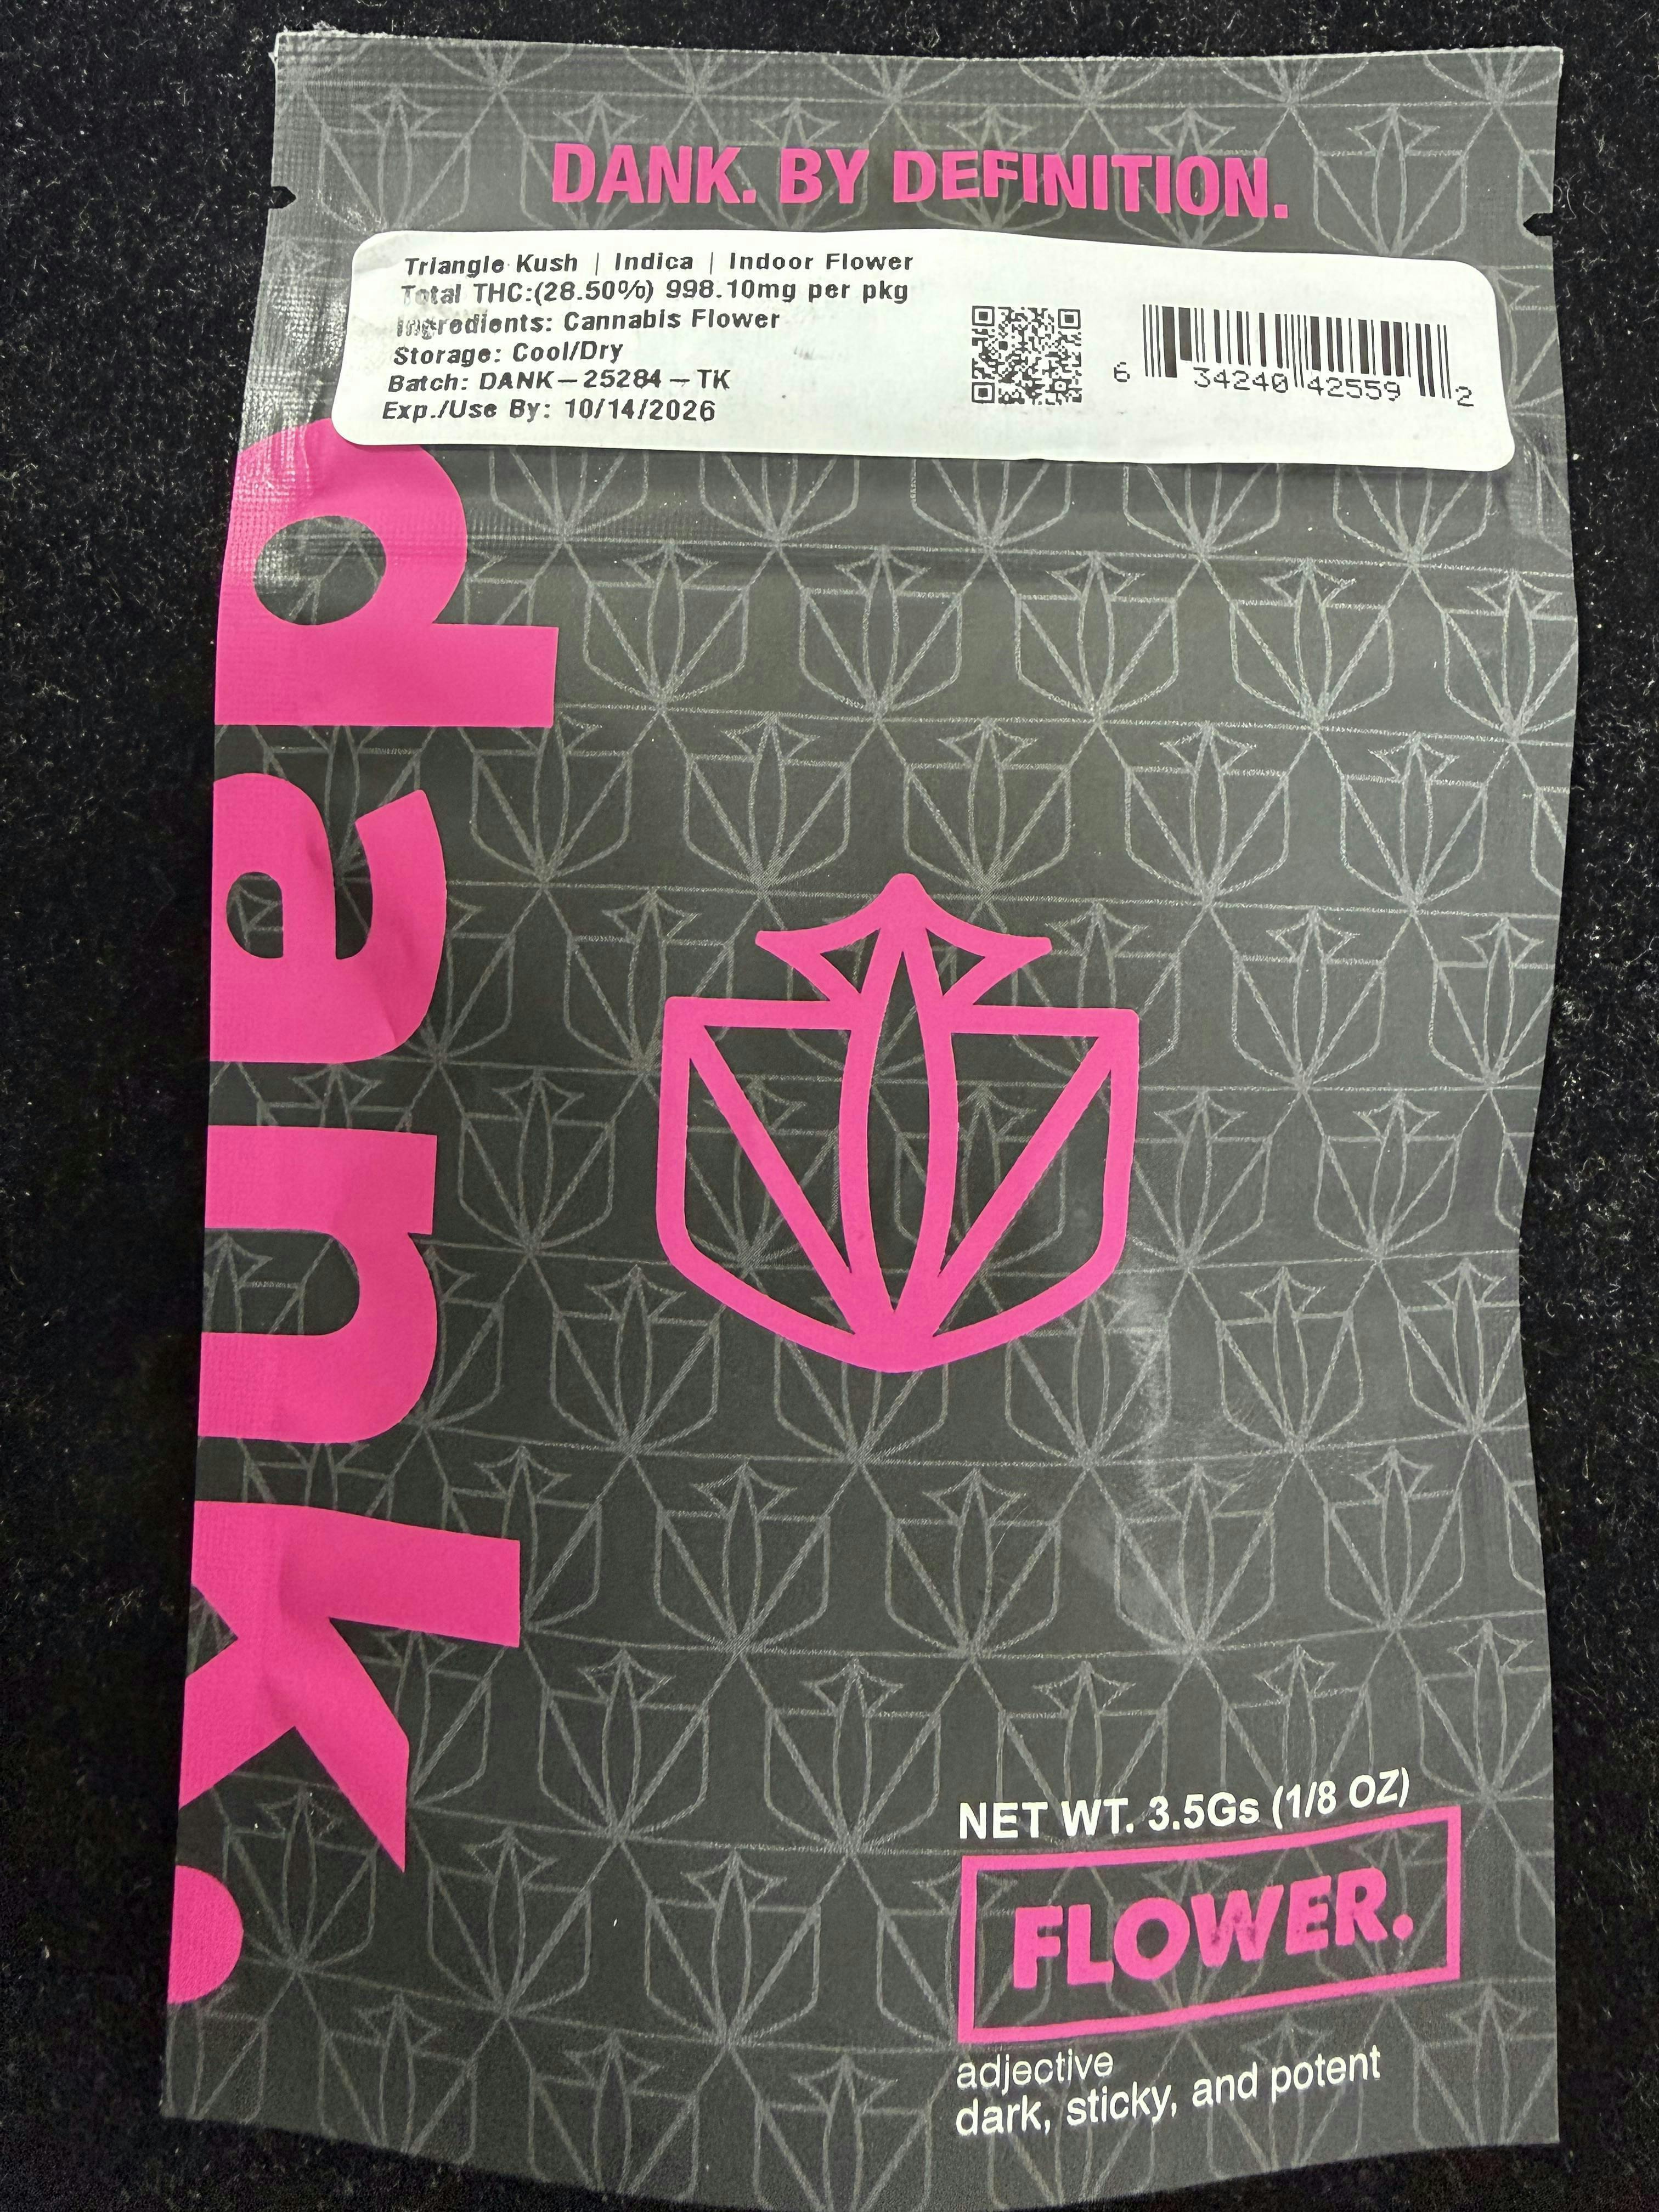 DANK. BY DEFINITION.
Triangle Kush | Indica | Indoor Flower
Total THC:(28.50%) 998.10mg per pkg
Ingredients: Cannabis Flower
Storage: Cool/Dry
Batch: DANK-25284-TK
Exp./Use By: 10/14/2026
6 34240 42559 2
dank.
NET WT. 3.5Gs (1/8 OZ)
FLOWER.
adjective
dark, sticky, and potent